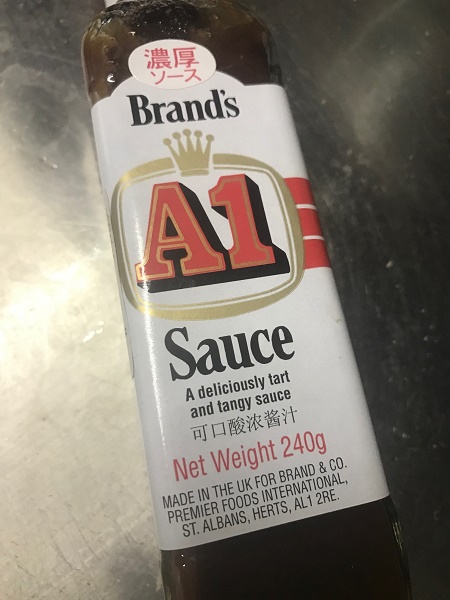 濃厚
ソース
Brand's
A1
Sauce
A deliciously tart
and tangy sauce
可口酸浓酱汁
Net Weight 240g
MADE IN THE UK FOR BRAND & CO.
PREMIER FOODS INTERNATIONAL,
ST. ALBANS, HERTS, AL1 2RE.